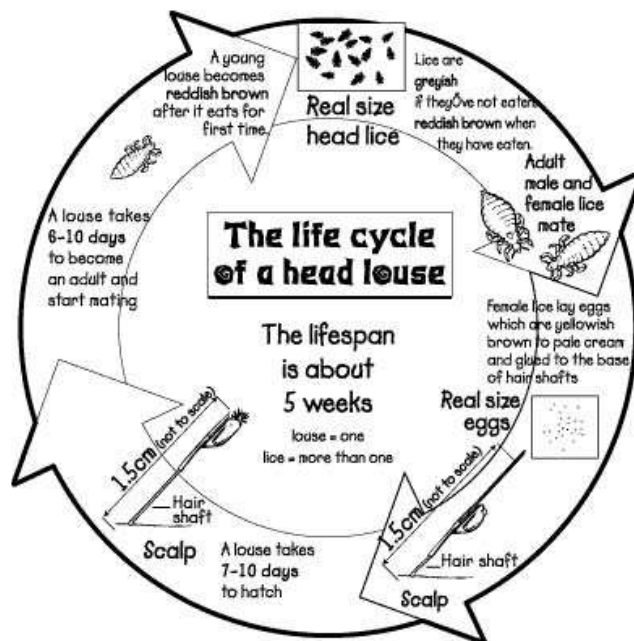 The life cycle
of a head louse
The lifespan
is about
5 weeks
louse = one
lice = more than one
Real size
head lice
Lice are
greyish
if theyÕve not eaten,
reddish brown when
they have eaten.
Adult
male and
female lice
mate
Female lice lay eggs
which are yellowish
brown to pale cream
and glued to the base
of hair shafts
Real size
eggs
1.5cm (not to scale)
Hair shaft
Scalp
A louse takes
7-10 days
to hatch
1.5cm (not to scale)
Hair
shaft
Scalp
A louse takes
6-10 days
to become
an adult and
start mating
A young
louse becomes
reddish brown
after it eats for
first time.